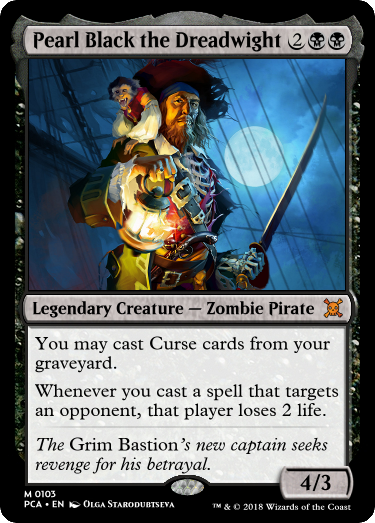 Pearl Black the Dreadwight 2
Legendary Creature — Zombie Pirate
You may cast Curse cards from your
graveyard.
Whenever you cast a spell that targets
an opponent, that player loses 2 life.
The Grim Bastion's new captain seeks
revenge for his betrayal.
4/3
M 0103
PCA • EN Olga Starodubtseva
™ & © 2018 Wizards of the Coast